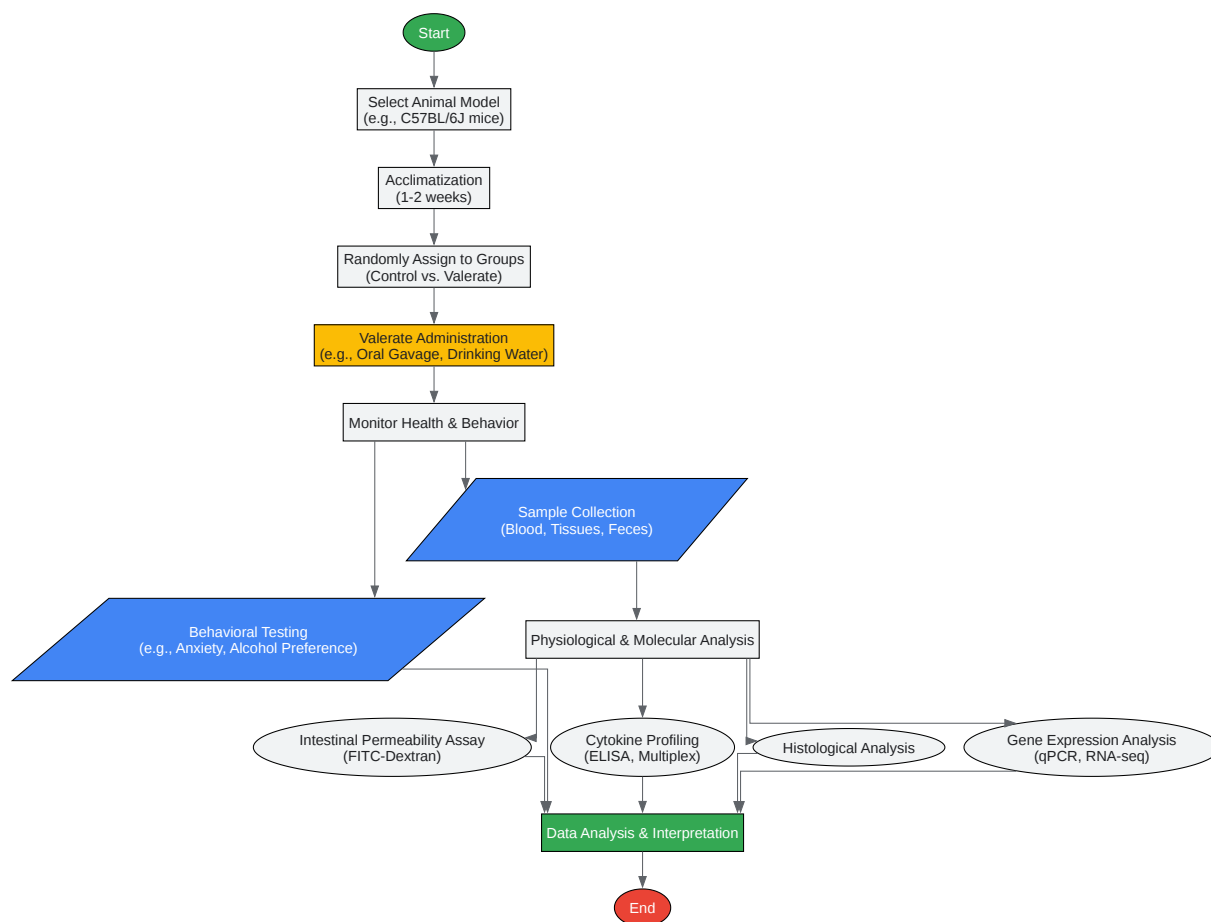 Start
Select Animal Model
(e.g., C57BL/6J mice)
Acclimatization
(1-2 weeks)
Randomly Assign to Groups
(Control vs. Valerate)
Valerate Administration
(e.g., Oral Gavage, Drinking Water)
Monitor Health & Behavior
Sample Collection
(Blood, Tissues, Feces)
Behavioral Testing
(e.g., Anxiety, Alcohol Preference)
Physiological & Molecular Analysis
Intestinal Permeability Assay
(FITC-Dextran)
Cytokine Profiling
(ELISA, Multiplex)
Histological Analysis
Gene Expression Analysis
(qPCR, RNA-seq)
Data Analysis & Interpretation
End